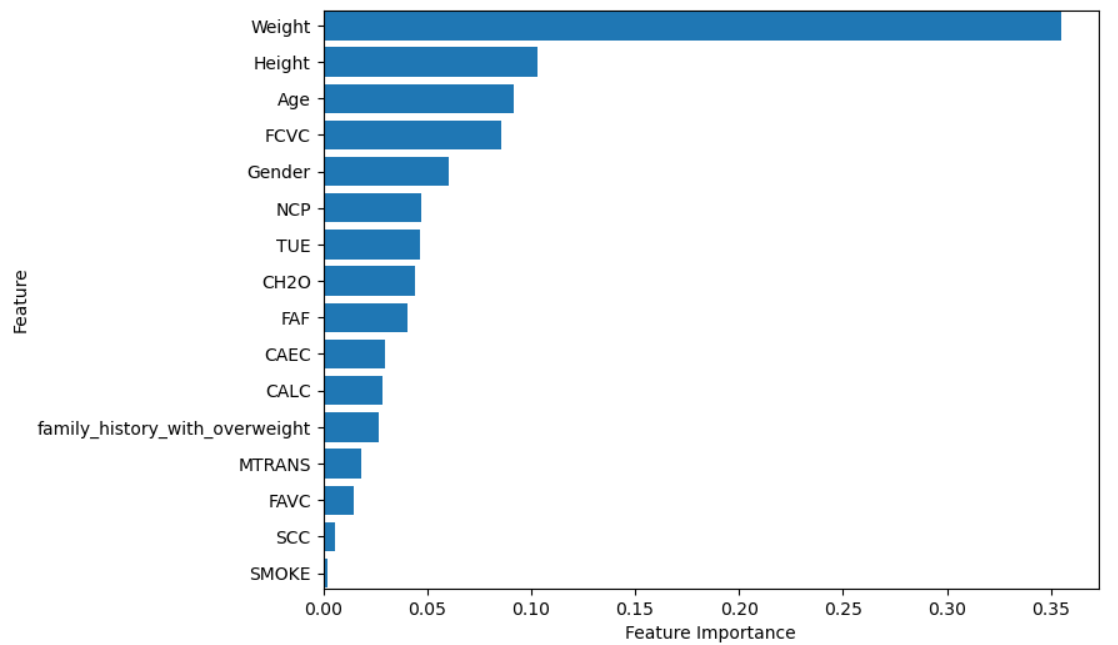 Weight
Height
Age
FCVC
Gender
NCP
TUE
CH2O
FAF
CAEC
CALC
family_history_with_overweight
MTRANS
FAVC
SCC
SMOKE
Feature
0.00 0.05 0.10 0.15 0.20 0.25 0.30 0.35
Feature Importance